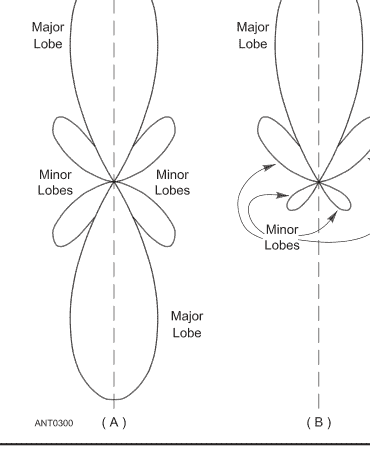 Major
Lobe
Major
Lobe
Minor
Lobes
Minor
Lobes
Minor
Lobes
Major
Lobe
ANT0300
( A )
( B )